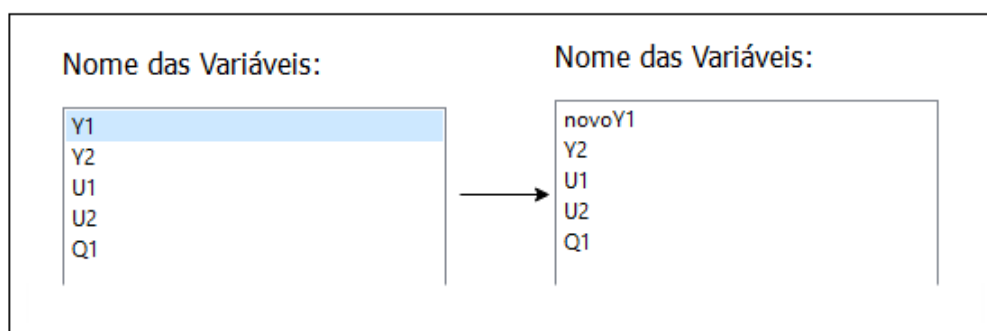 Nome das Variáveis:
Y1
Y2
U1
U2
Q1
Nome das Variáveis:
novoY1
Y2
U1
U2
Q1